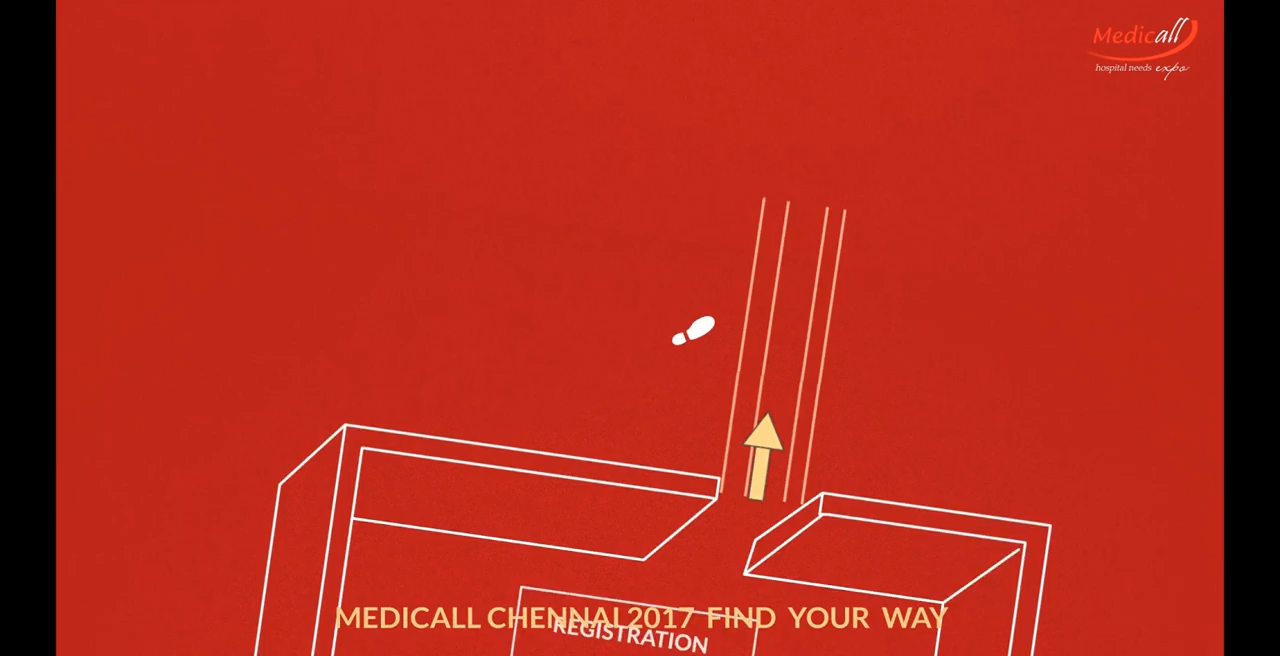 Medicall
hospital needs expo
MEDICALL CHENNAI 2017 FIND YOUR WAY
REGISTRATION